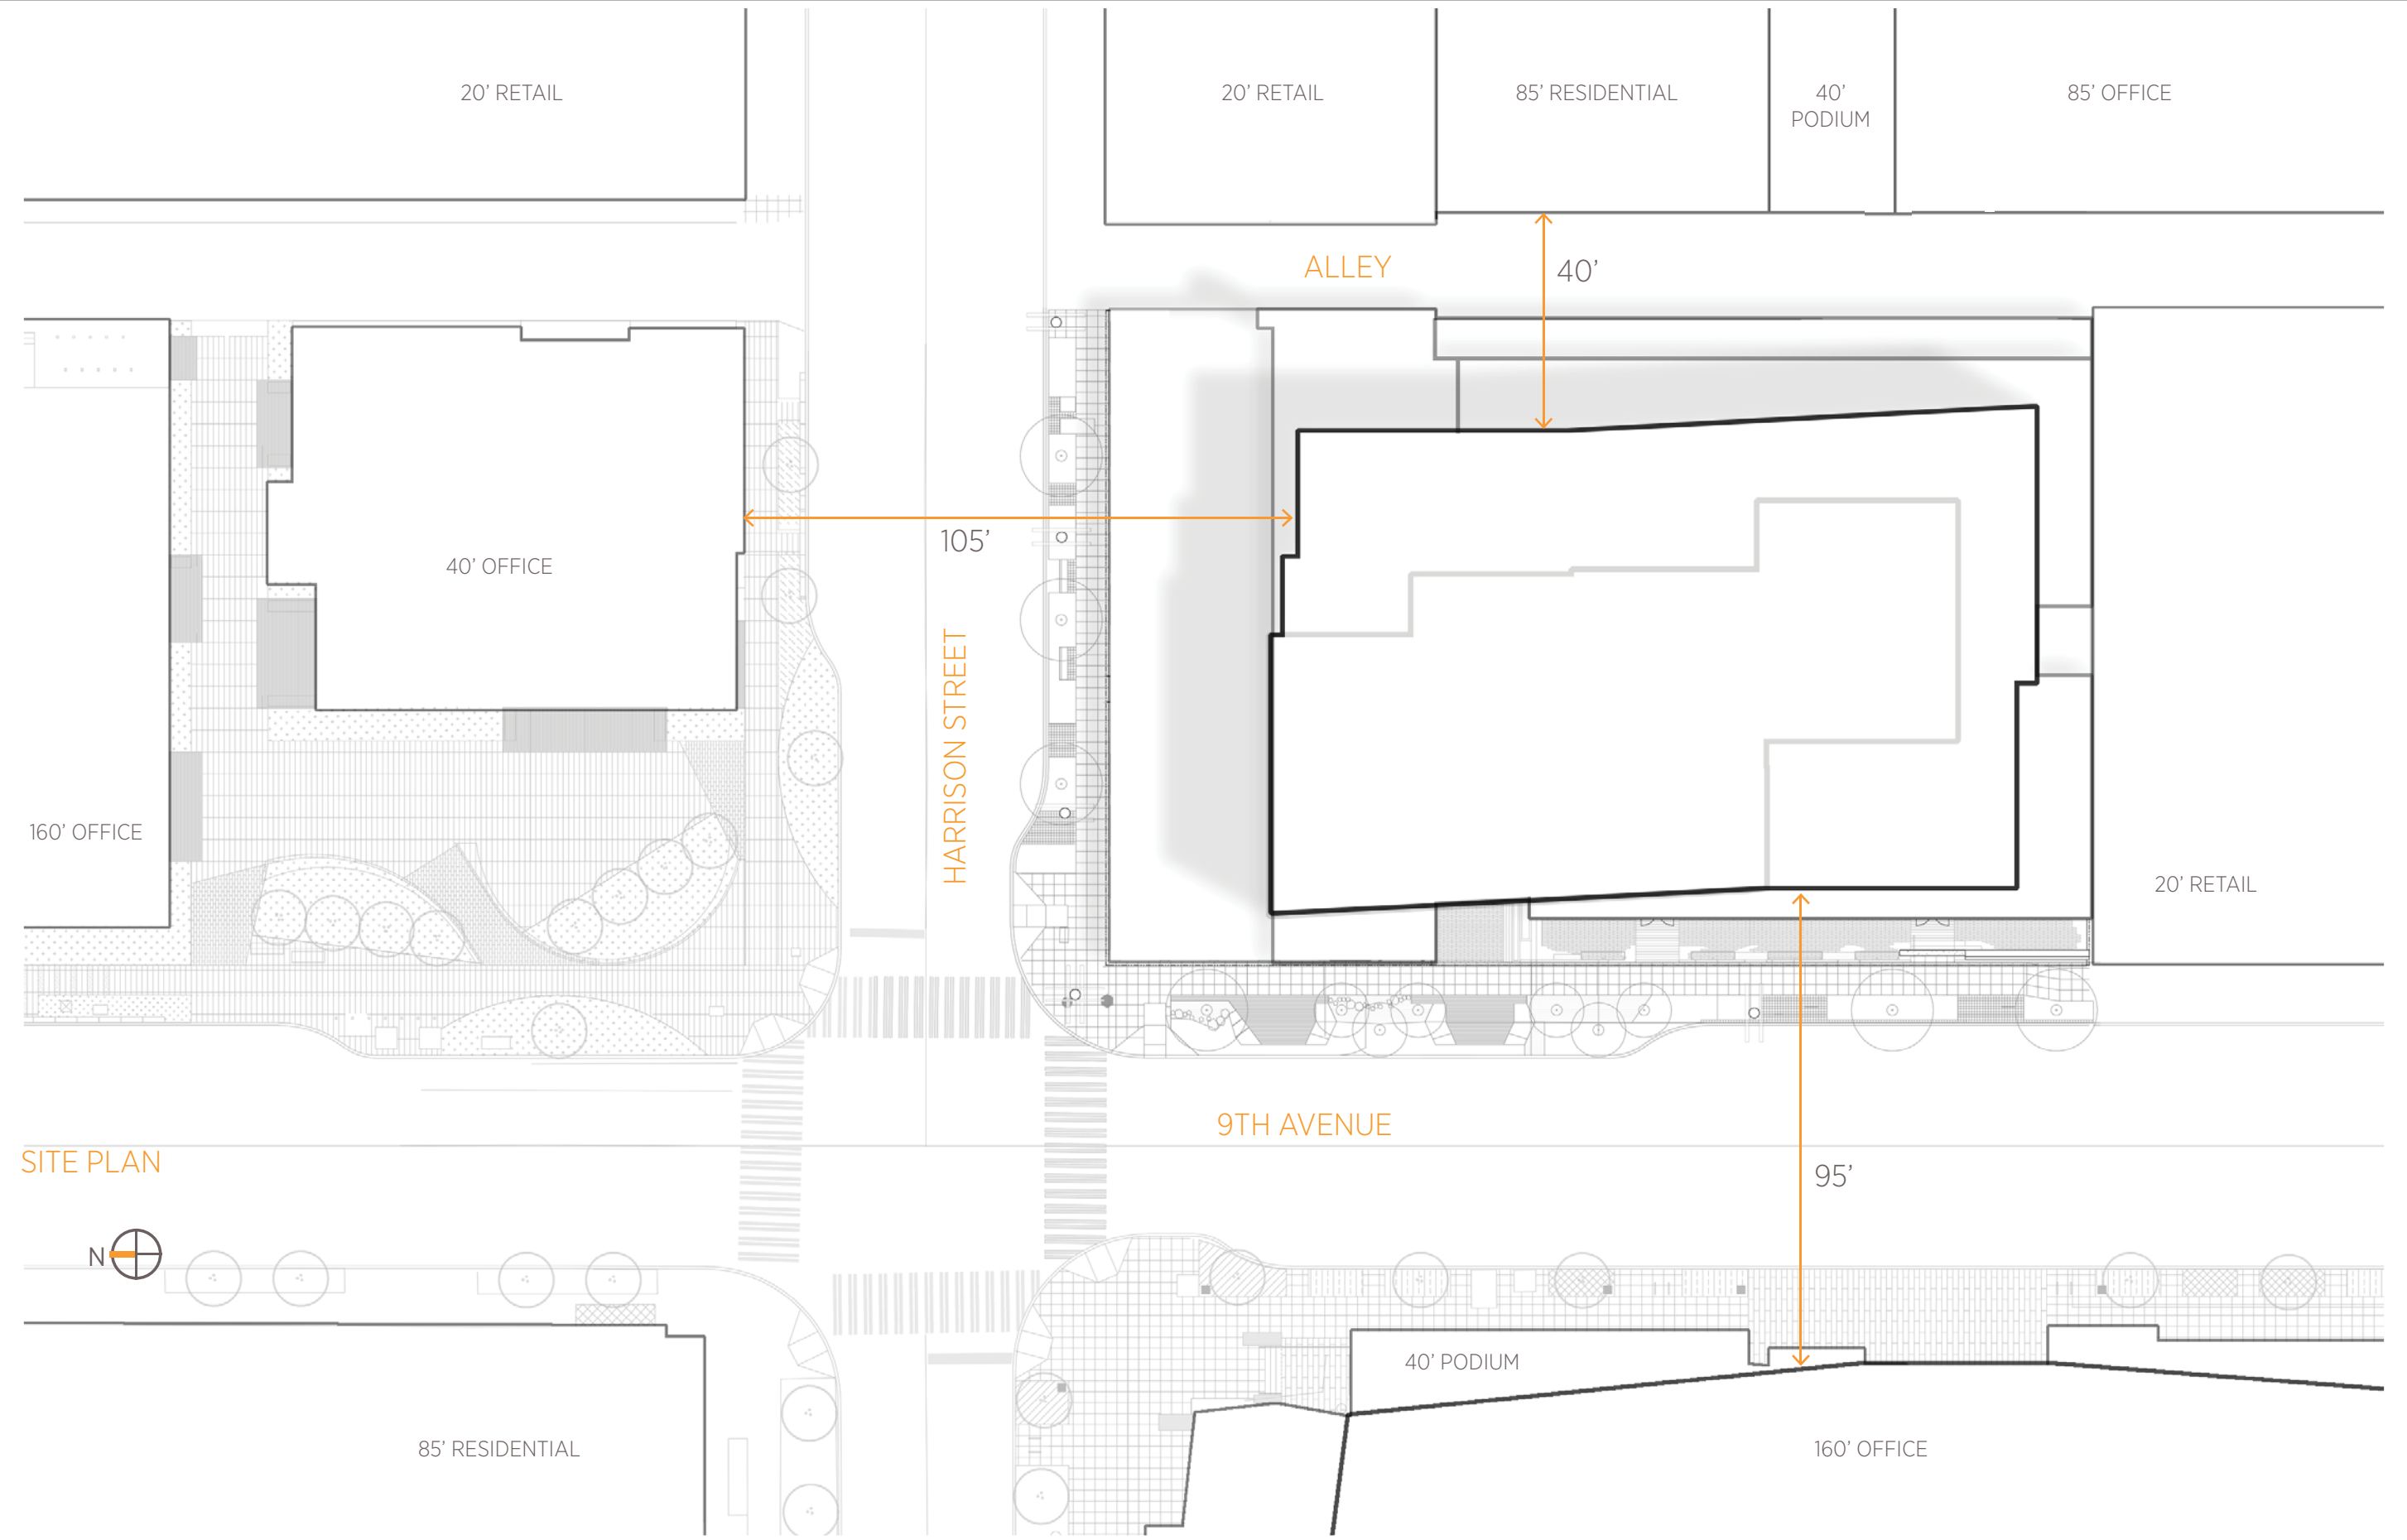 20’ RETAIL
20’ RETAIL
85’ RESIDENTIAL
40’
PODIUM
85’ OFFICE
ALLEY
40’
105’
40’ OFFICE
HARRISON STREET
160’ OFFICE
20’ RETAIL
9TH AVENUE
SITE PLAN
95’
N
40’ PODIUM
85’ RESIDENTIAL
160’ OFFICE